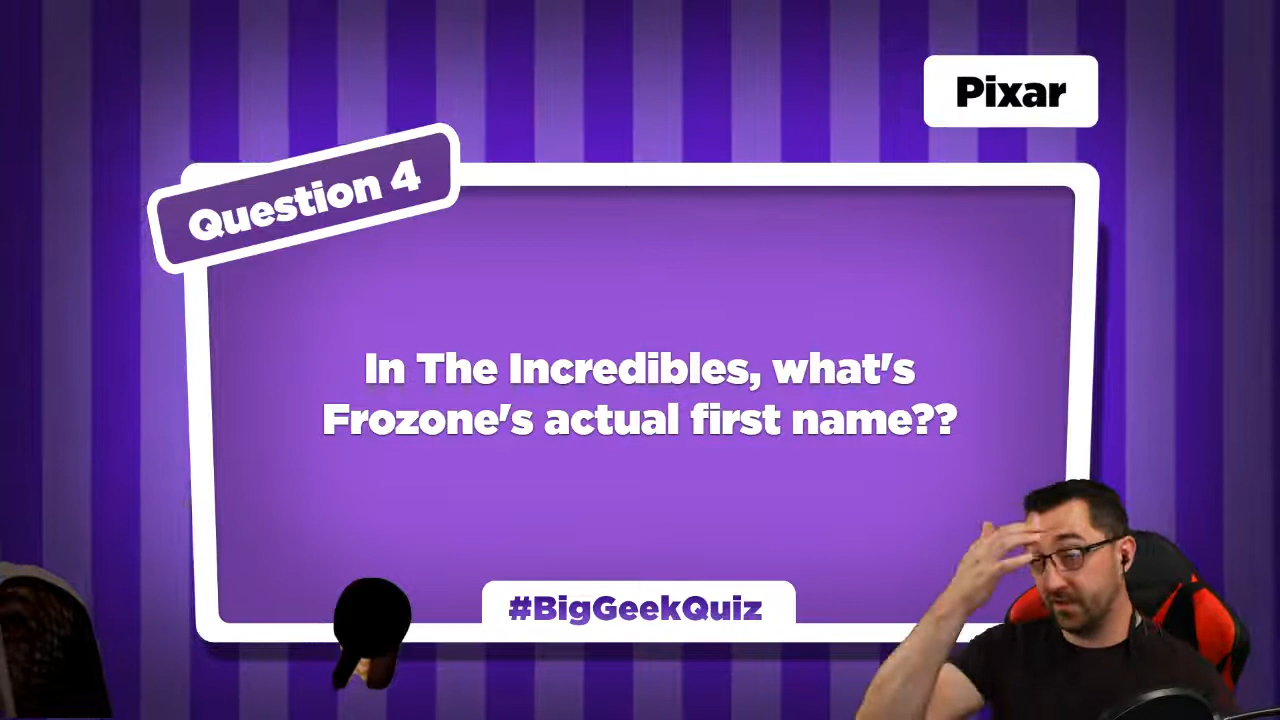 Pixar
Question 4
In The Incredibles, what's
Frozone's actual first name??
#BigGeekQuiz